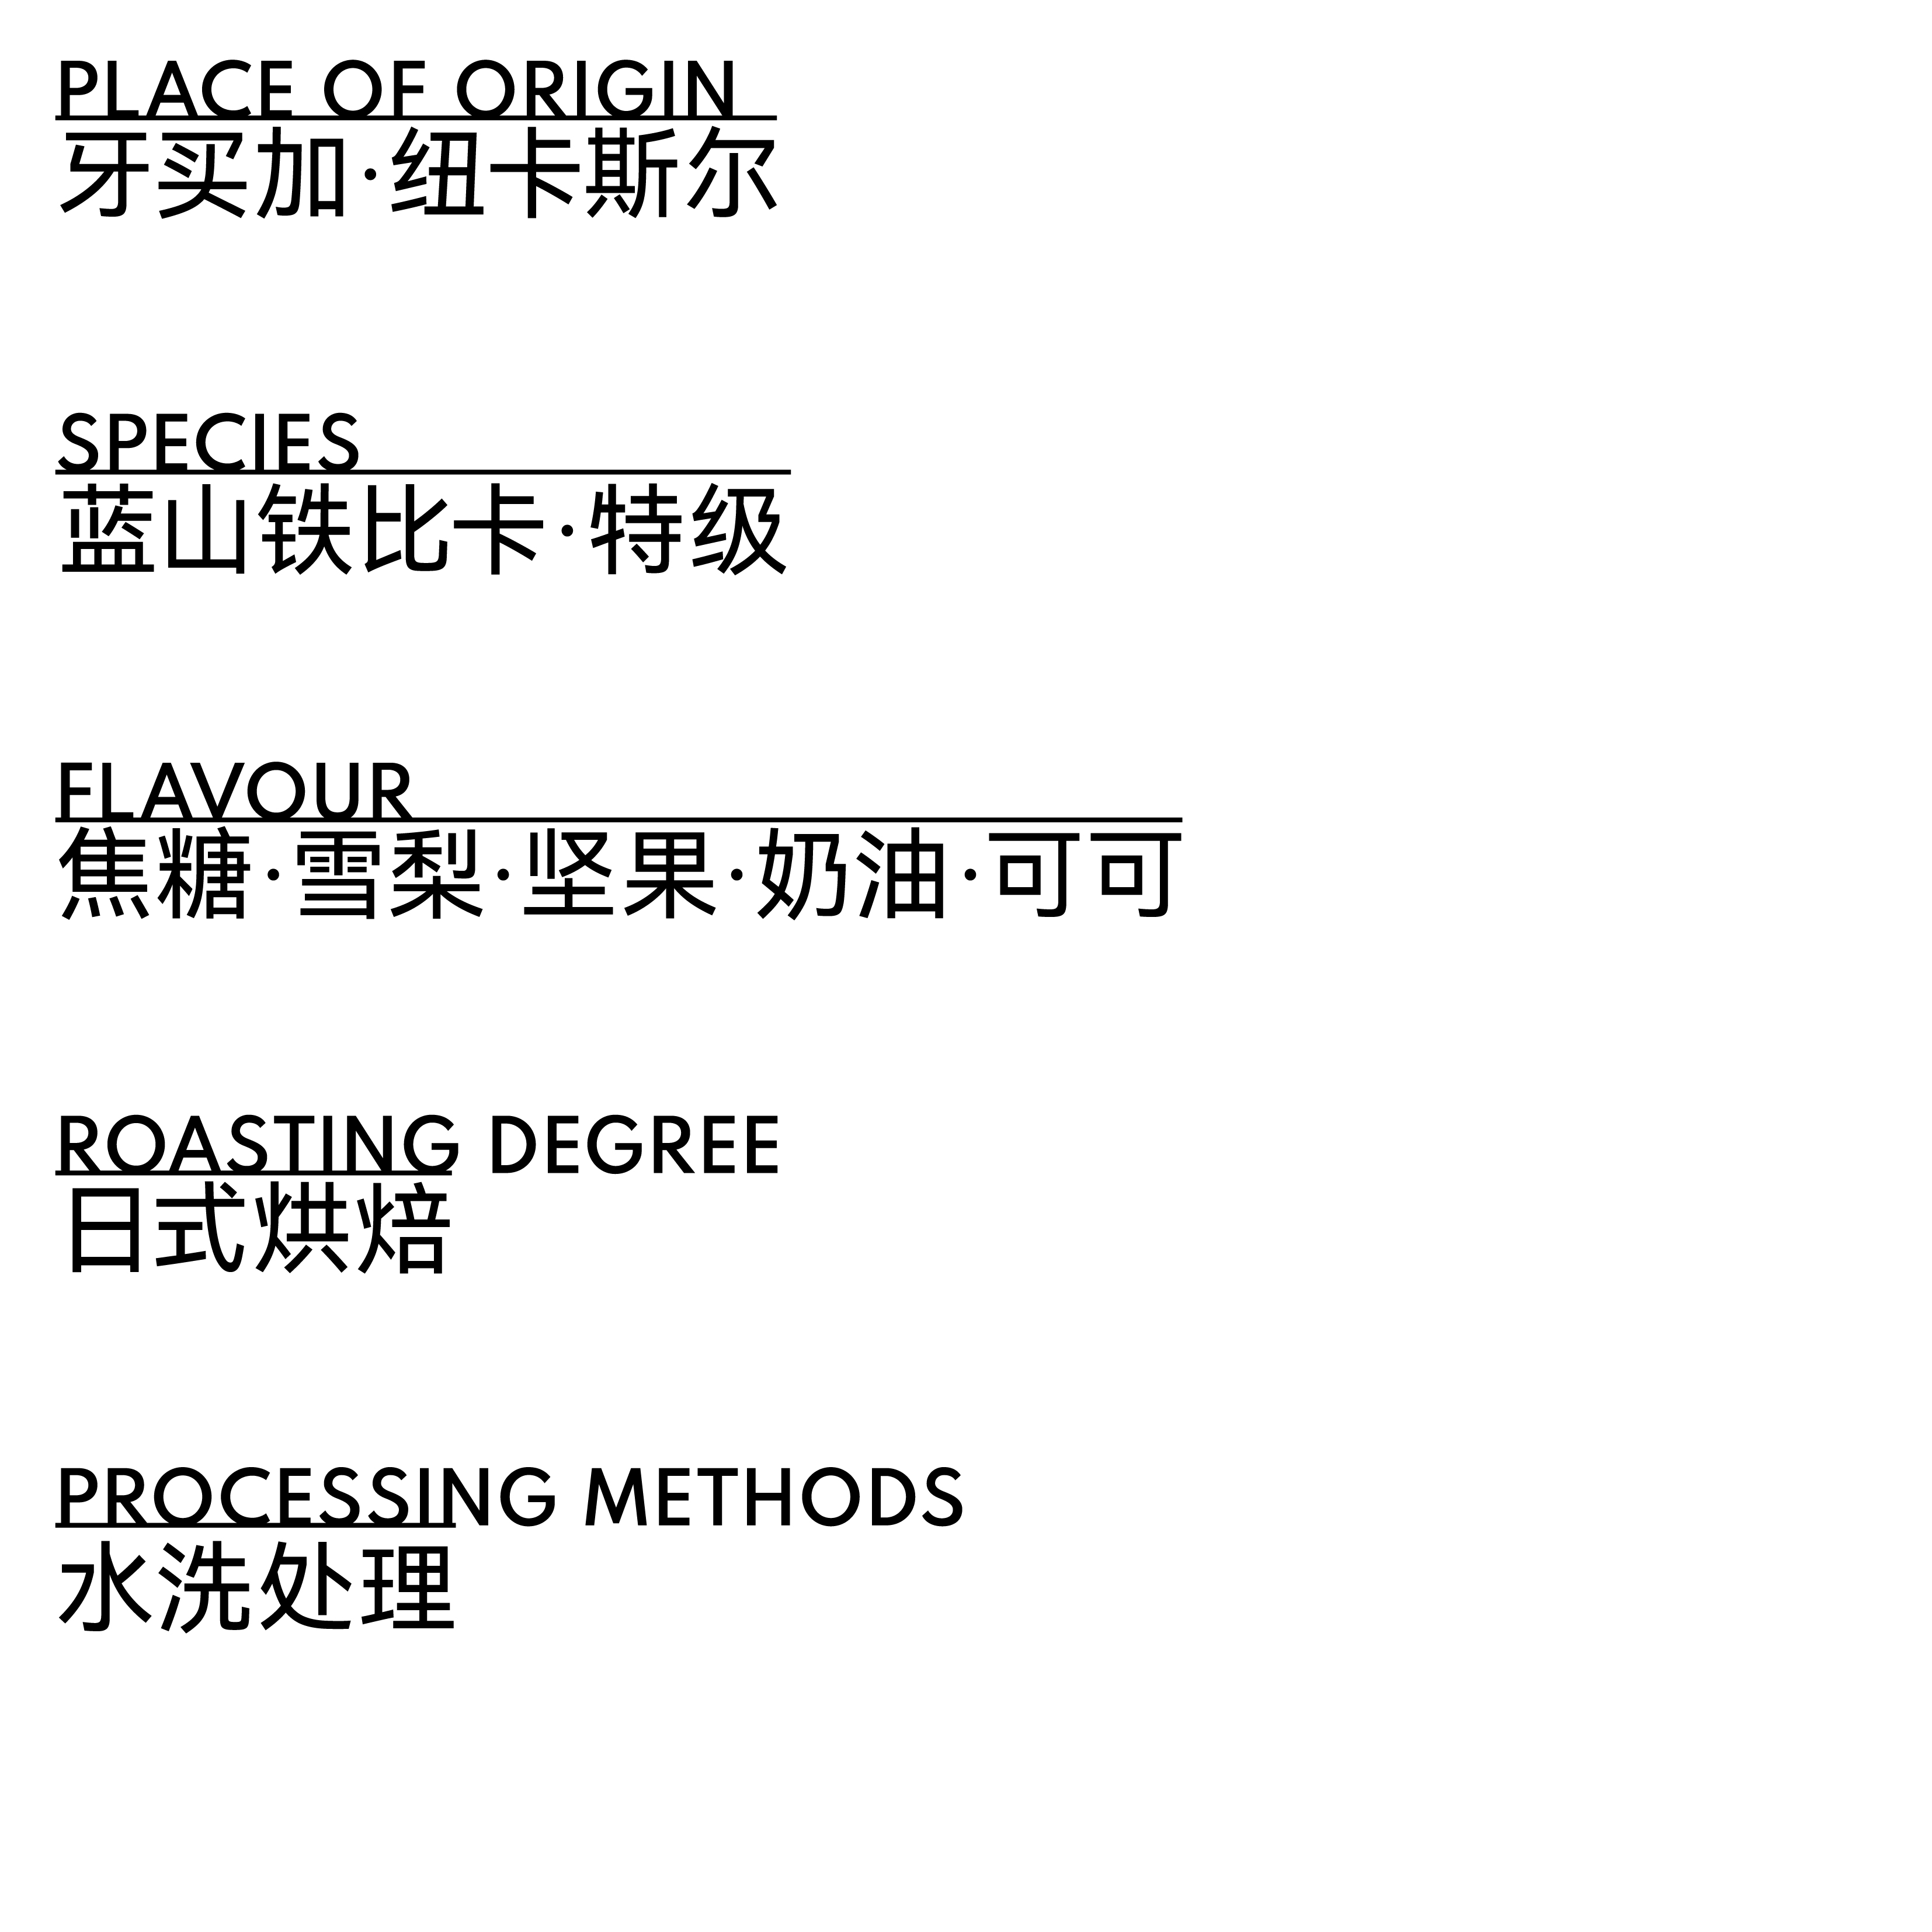 PLACE OF ORIGIN
牙买加·纽卡斯尔
SPECIES
蓝山铁比卡·特级
FLAVOUR
焦糖·雪梨·坚果·奶油·可可
ROASTING DEGREE
日式烘焙
PROCESSING METHODS
水洗处理